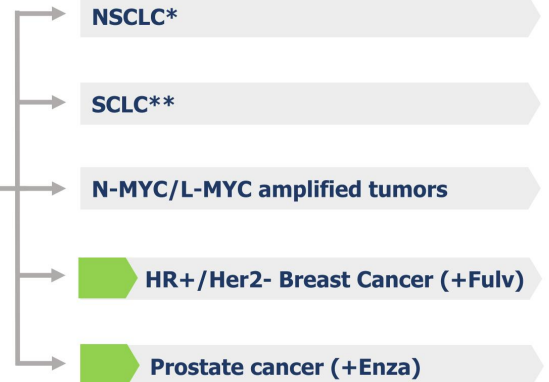 NSCLC*
SCLC**
N-MYC/L-MYC amplified tumors
HR+/Her2- Breast Cancer (+Fulv)
Prostate cancer (+Enza)